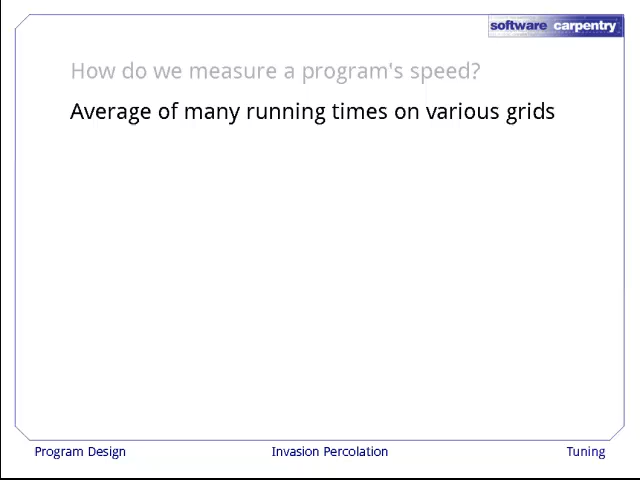 software carpentry
How do we measure a program's speed?
Average of many running times on various grids
Program Design
Invasion Percolation
Tuning